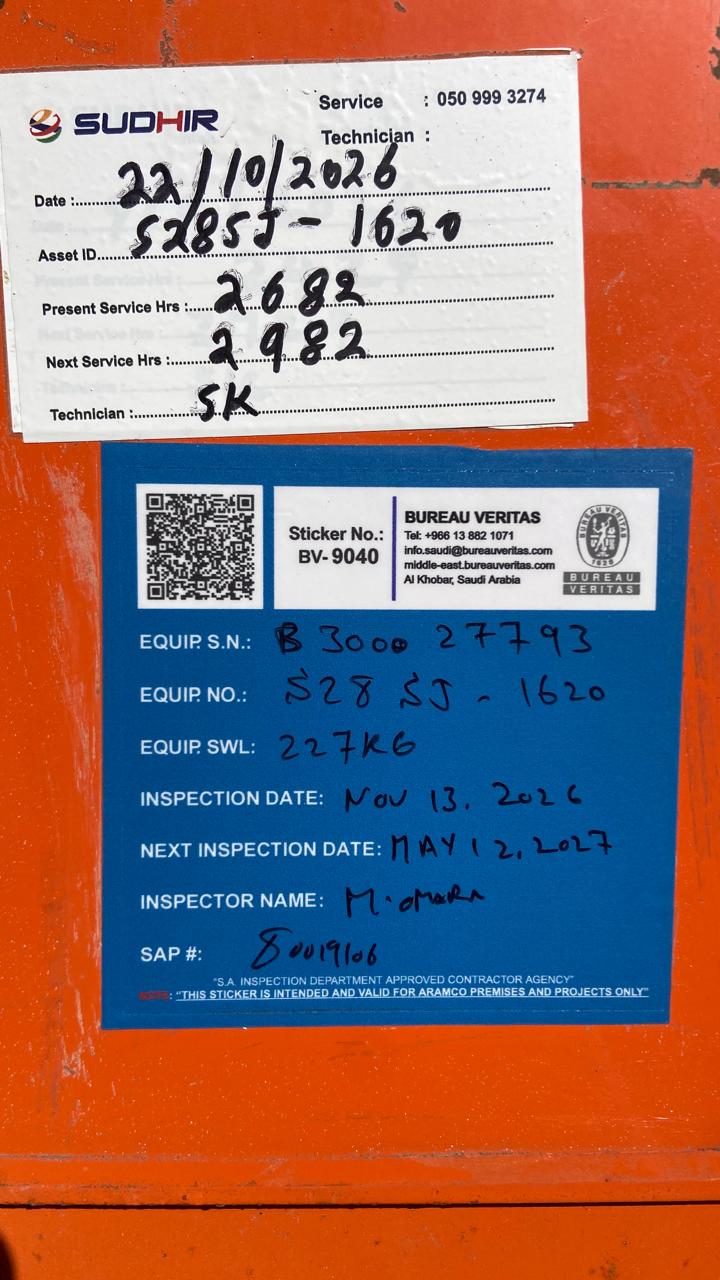 SUDHIR
Service : 050 999 3274
Technician :
Date : 22/10/2026
Asset ID S285J - 1620
Present Service Hrs : 2682
Next Service Hrs : 2982
Technician : SK
Sticker No.:
BV- 9040
BUREAU VERITAS
Tel: +966 13 882 1071
info.saudi@bureauveritas.com
middle-east.bureauveritas.com
Al Khobar, Saudi Arabia
BUREAU VERITAS
1828
BUREAU
VERITAS
EQUIP. S.N.: B3000 27793
EQUIP. NO.: S28 SJ - 1620
EQUIP. SWL: 227KG
INSPECTION DATE: NOV 13. 2026
NEXT INSPECTION DATE: MAY 12, 2027
INSPECTOR NAME: M. OMARA
SAP #: 80019106
"S.A. INSPECTION DEPARTMENT APPROVED CONTRACTOR AGENCY"
NOTE: "THIS STICKER IS INTENDED AND VALID FOR ARAMCO PREMISES AND PROJECTS ONLY"